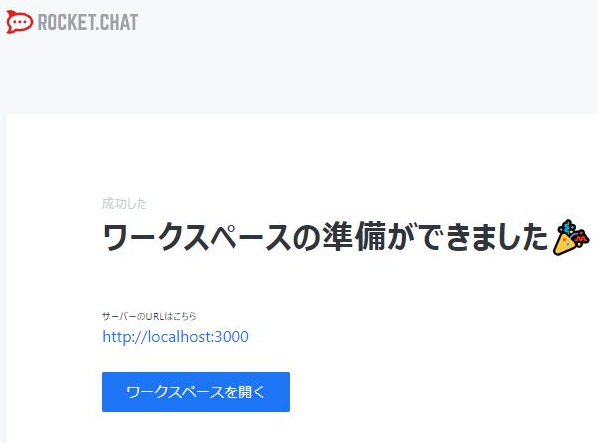 ROCKET.CHAT
成功した
ワークスペースの準備ができました
サーバーのURLはこちら
http://localhost:3000
ワークスペースを開く